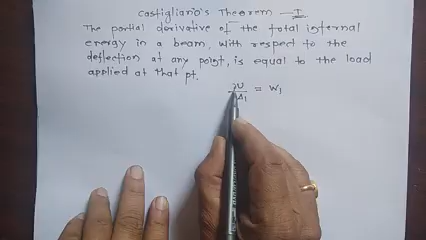 Castigliano's Theorem - I
The partial derivative of the total internal
energy in a beam, with respect to the
deflection at any point, is equal to the load
applied at that pt.
∂U/∂Δ₁ = W₁